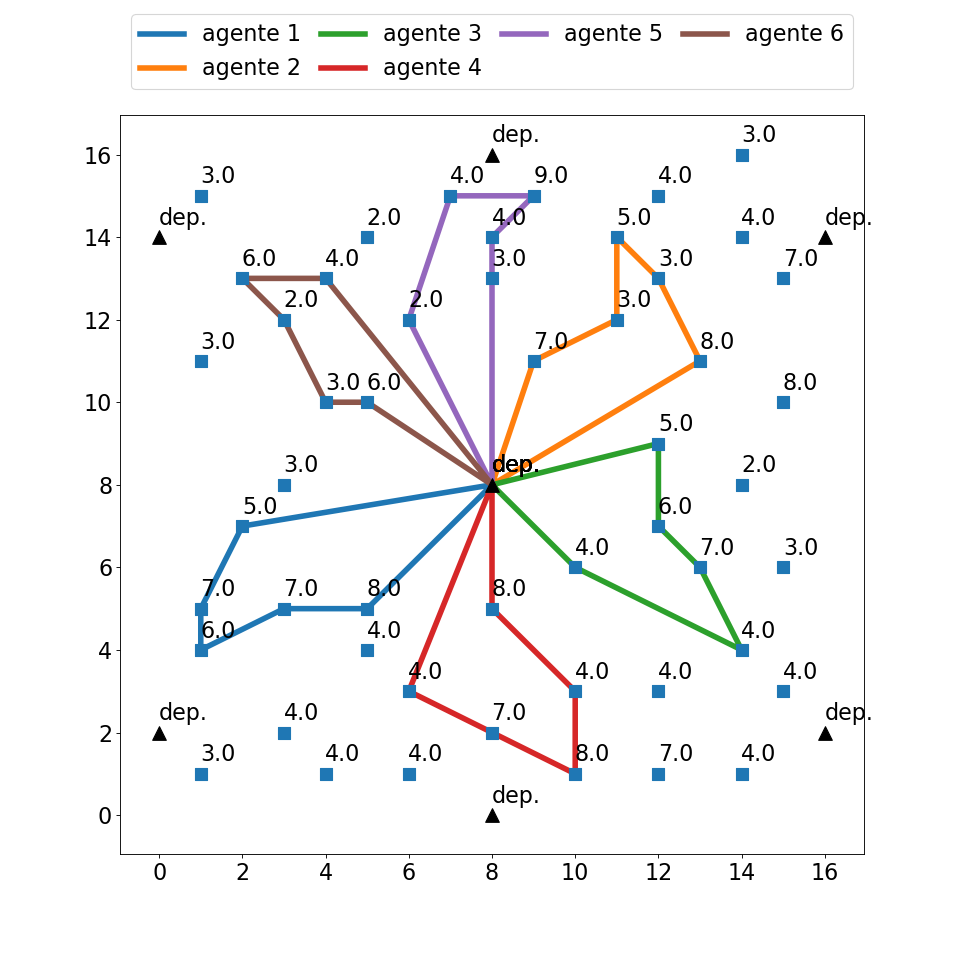 agente 1 agente 3 agente 5 agente 6
agente 2 agente 4
dep. 3.0
16
3.0 4.0 9.0 4.0
dep. 2.0 4.0 5.0 4.0 dep.
14
6.0 4.0 3.0 3.0 7.0
2.0 2.0 3.0
12
3.0 7.0 8.0
3.0 6.0 8.0
10
5.0
3.0 dep. 2.0
8
5.0 6.0
4.0 7.0 3.0
6
7.0 7.0 8.0 8.0
6.0 4.0 4.0
4
4.0 4.0 4.0 4.0
dep. 4.0 7.0 dep.
2
3.0 4.0 4.0 8.0 7.0 4.0
dep.
0
0 2 4 6 8 10 12 14 16